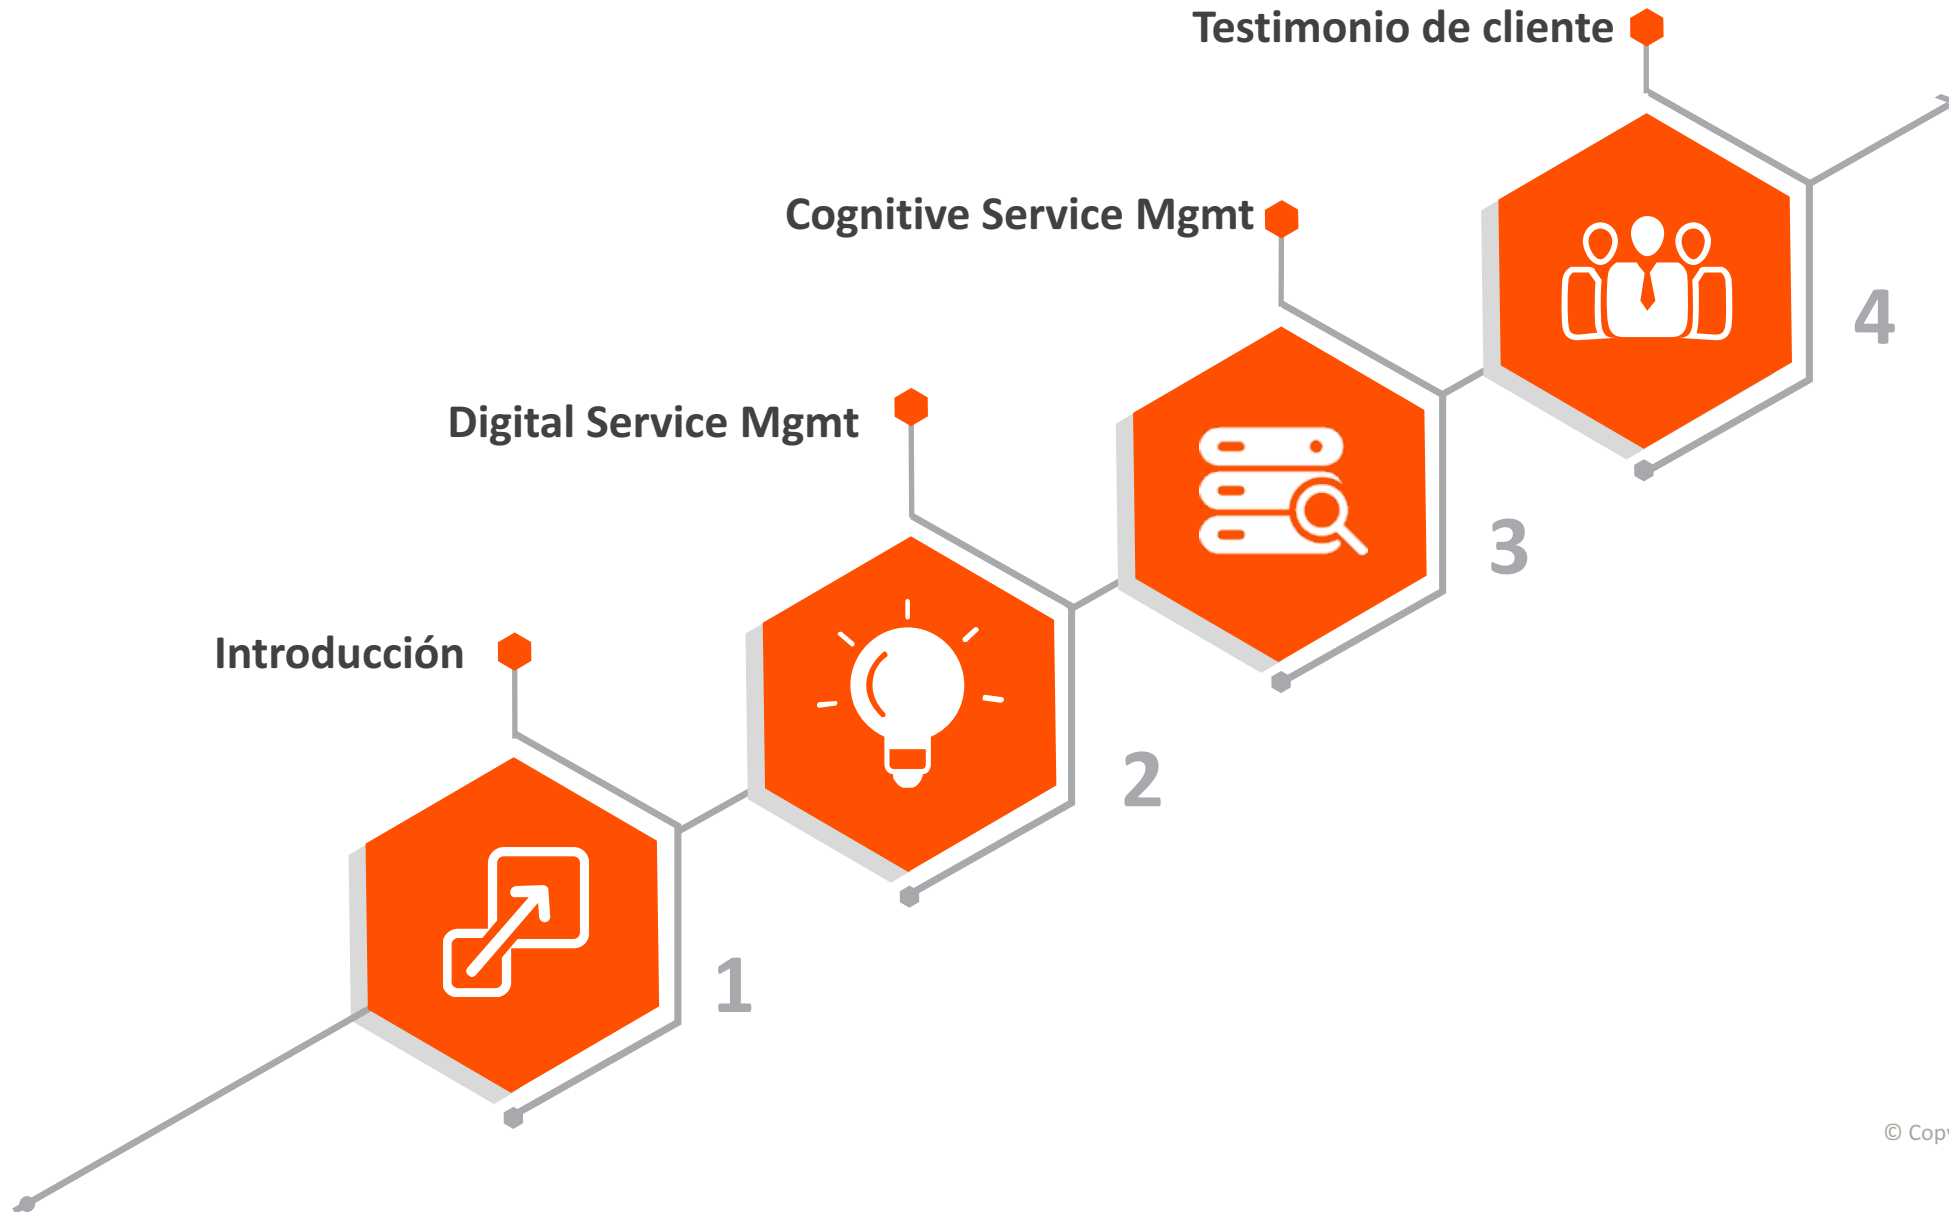 Testimonio de cliente
Cognitive Service Mgmt
4
Digital Service Mgmt
3
Introducción
2
1
©